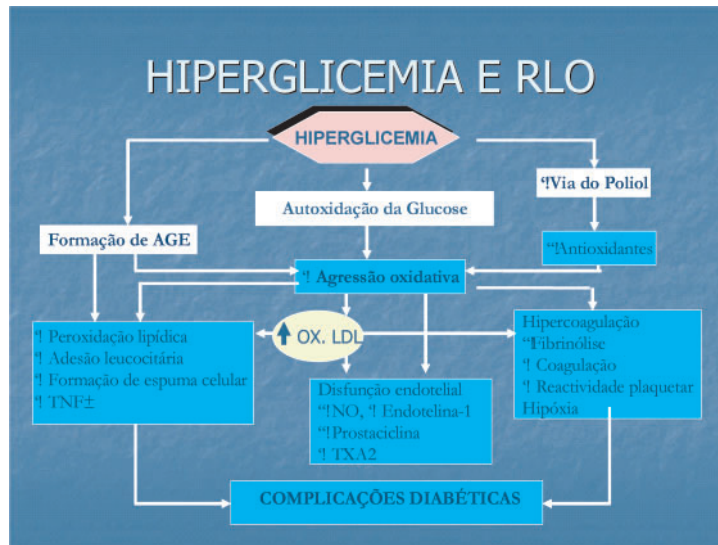 HIPERGLICEMIA E RLO
HIPERGLICEMIA
"!Via do Poliol
Autoxidação da Glucose
Formação de AGE
"!Antioxidantes
"! Agressão oxidativa
"! Peroxidação lipídica
"! Adesão leucocitária
"! Formação de espuma celular
"! TNF±
OX. LDL
Hipercoagulação
"Fibrinólise
"! Coagulação
"! Reactividade plaquetar
Hipóxia
Disfunção endotelial
"!NO, "! Endotelina-1
"!Prostaciclina
"! TXA2
COMPLICAÇÕES DIABÉTICAS